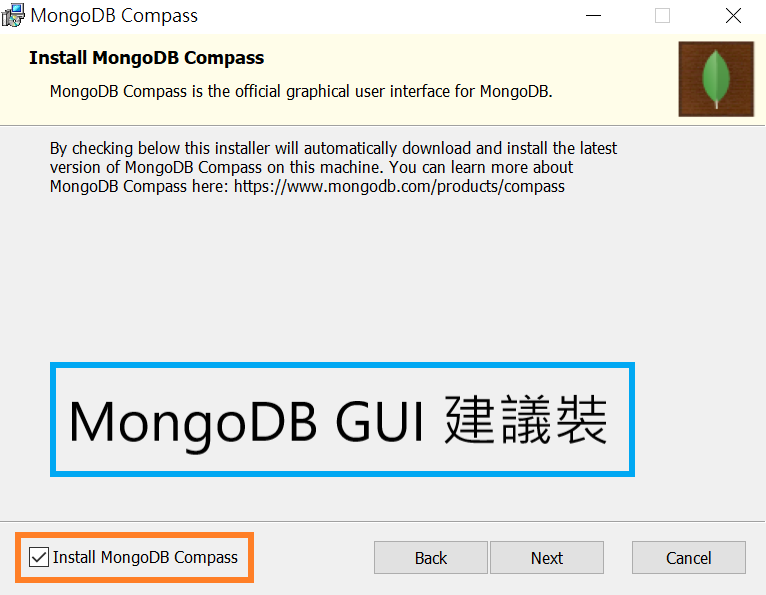 MongoDB Compass
Install MongoDB Compass
MongoDB Compass is the official graphical user interface for MongoDB.
By checking below this installer will automatically download and install the latest
version of MongoDB Compass on this machine. You can learn more about
MongoDB Compass here: https://www.mongodb.com/products/compass
MongoDB GUI 建議裝
Install MongoDB Compass
Back
Next
Cancel